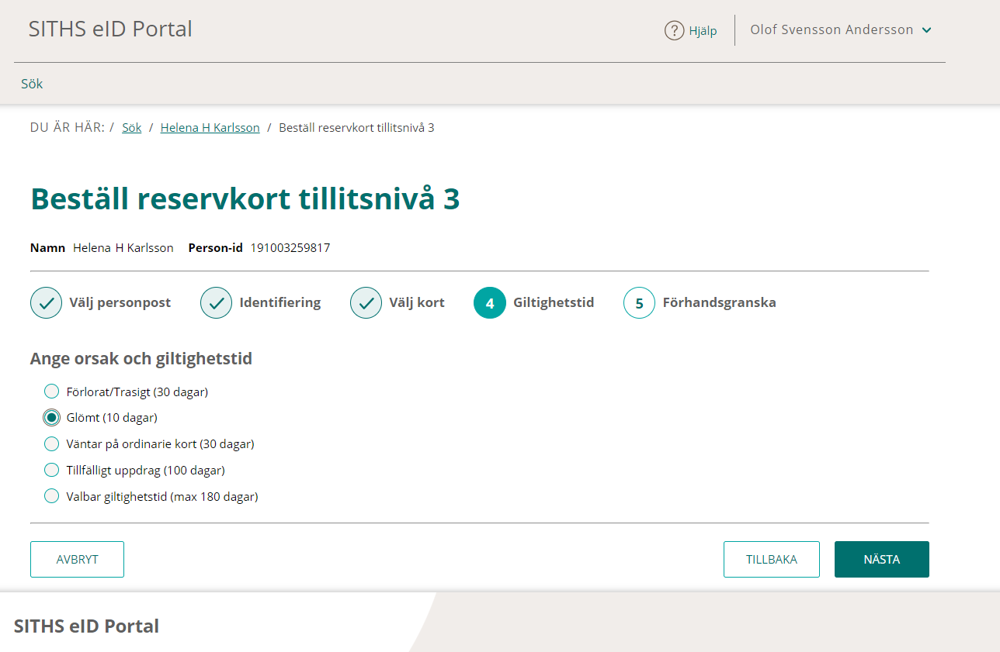 SITHS eID Portal
? Hjälp
Olof Svensson Andersson
Sök
DU ÄR HÄR: / Sök / Helena H Karlsson / Beställ reservkort tillitsnivå 3
Beställ reservkort tillitsnivå 3
Namn Helena H Karlsson Person-id 191003259817
Välj personpost Identifiering Välj kort 4 Giltighetstid 5 Förhandsgranska
Ange orsak och giltighetstid
Förlorat/Trasigt (30 dagar)
Glömt (10 dagar)
Väntar på ordinarie kort (30 dagar)
Tillfälligt uppdrag (100 dagar)
Valbar giltighetstid (max 180 dagar)
AVBRYT TILLBAKA NÄSTA
SITHS eID Portal